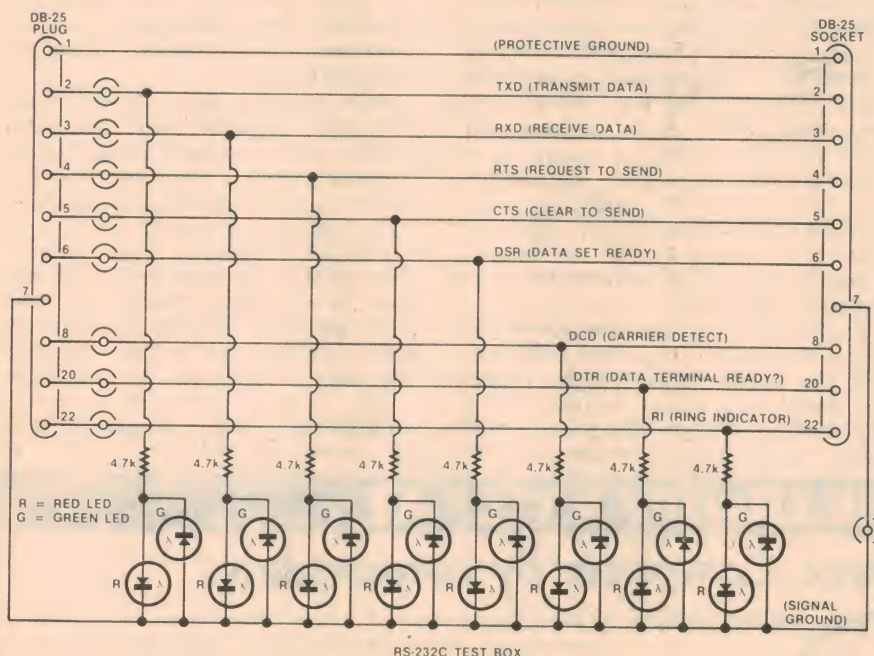 DB-25
PLUG
DB-25
SOCKET
1
(PROTECTIVE GROUND)
1
2
TXD (TRANSMIT DATA)
2
3
RXD (RECEIVE DATA)
3
4
RTS (REQUEST TO SEND)
4
5
CTS (CLEAR TO SEND)
5
6
DSR (DATA SET READY)
6
7
7
8
DCD (CARRIER DETECT)
8
20
DTR (DATA TERMINAL READY?)
20
22
RI (RING INDICATOR)
22
4.7k 4.7k 4.7k 4.7k 4.7k 4.7k 4.7k 4.7k
R = RED LED
G = GREEN LED
G G G G G G G G
λ λ λ λ λ λ λ λ
R λ R λ R λ R λ R λ R λ R λ R λ
(SIGNAL
GROUND)
RS-232C TEST BOX